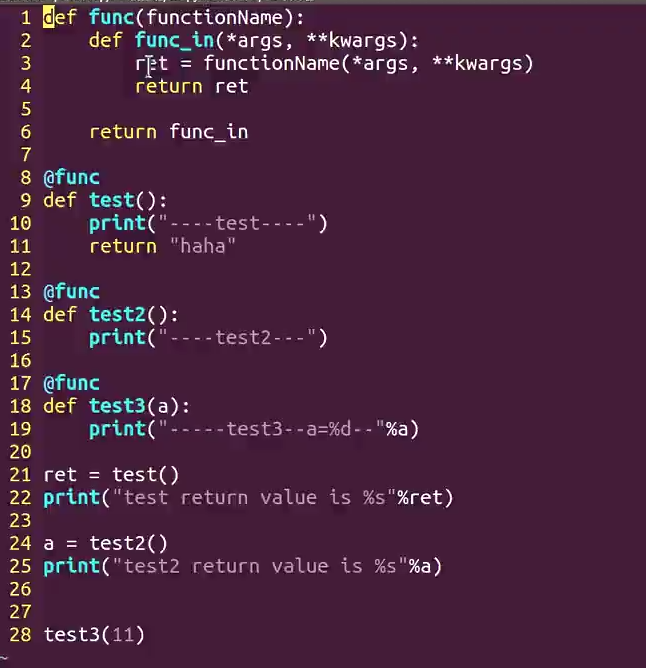 1 def func(functionName):
2     def func_in(*args, **kwargs):
3         ret = functionName(*args, **kwargs)
4         return ret
5
6     return func_in
7
8 @func
9 def test():
10     print("----test----")
11     return "haha"
12
13 @func
14 def test2():
15     print("----test2---")
16
17 @func
18 def test3(a):
19     print("-----test3--a=%d--"%a)
20
21 ret = test()
22 print("test return value is %s"%ret)
23
24 a = test2()
25 print("test2 return value is %s"%a)
26
27
28 test3(11)
~